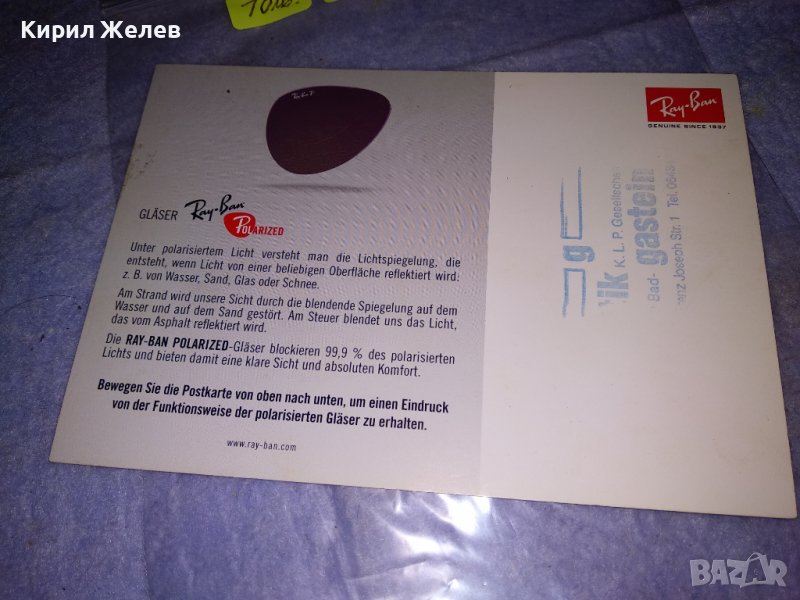 Кирил Желев
Ray-Ban
GENUINE SINCE 1937
GLÄSER Ray-Ban
POLARIZED
Unter polarisiertem Licht versteht man die Lichtspiegelung, die
entsteht, wenn Licht von einer beliebigen Oberfläche reflektiert wird:
z. B. von Wasser, Sand, Glas oder Schnee.
Am Strand wird unsere Sicht durch die blendende Spiegelung auf dem
Wasser und auf dem Sand gestört. Am Steuer blendet uns das Licht,
das vom Asphalt reflektiert wird.
Die RAY-BAN POLARIZED-Gläser blockieren 99,9 % des polarisierten
Lichts und bieten damit eine klare Sicht und absoluten Komfort.
Bewegen Sie die Postkarte von oben nach unten, um einen Eindruck
von der Funktionsweise der polarisierten Gläser zu erhalten.
www.ray-ban.com
K. L. P. Gesellscha
Bad- gastein
Joseph Str. 1 Tel.
BAZAR